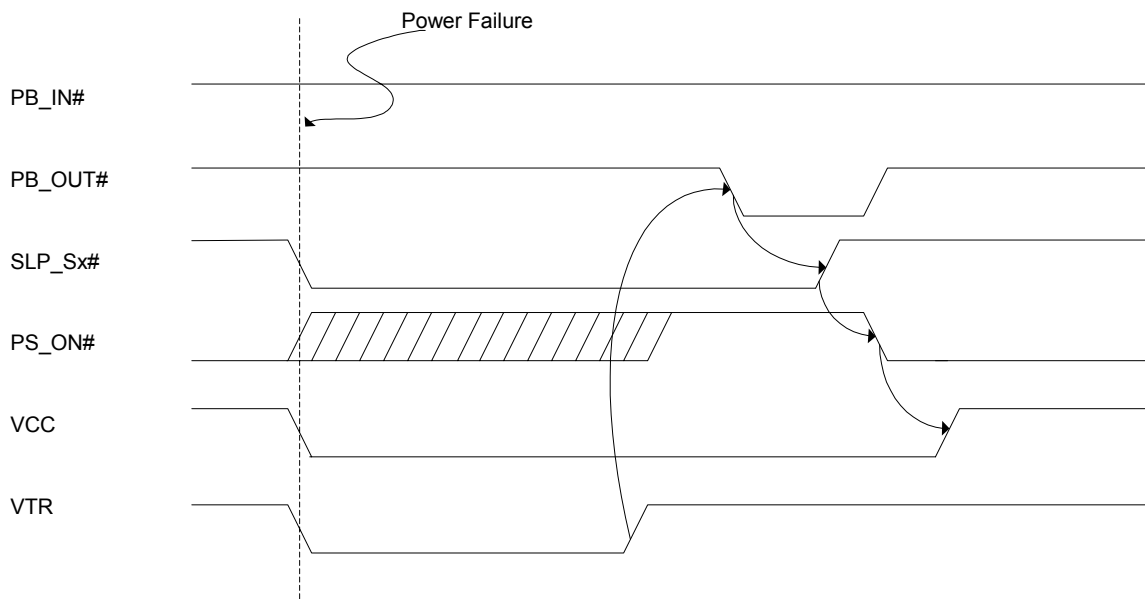 Power Failure
PB_IN#
PB_OUT#
SLP_Sx#
PS_ON#
VCC
VTR